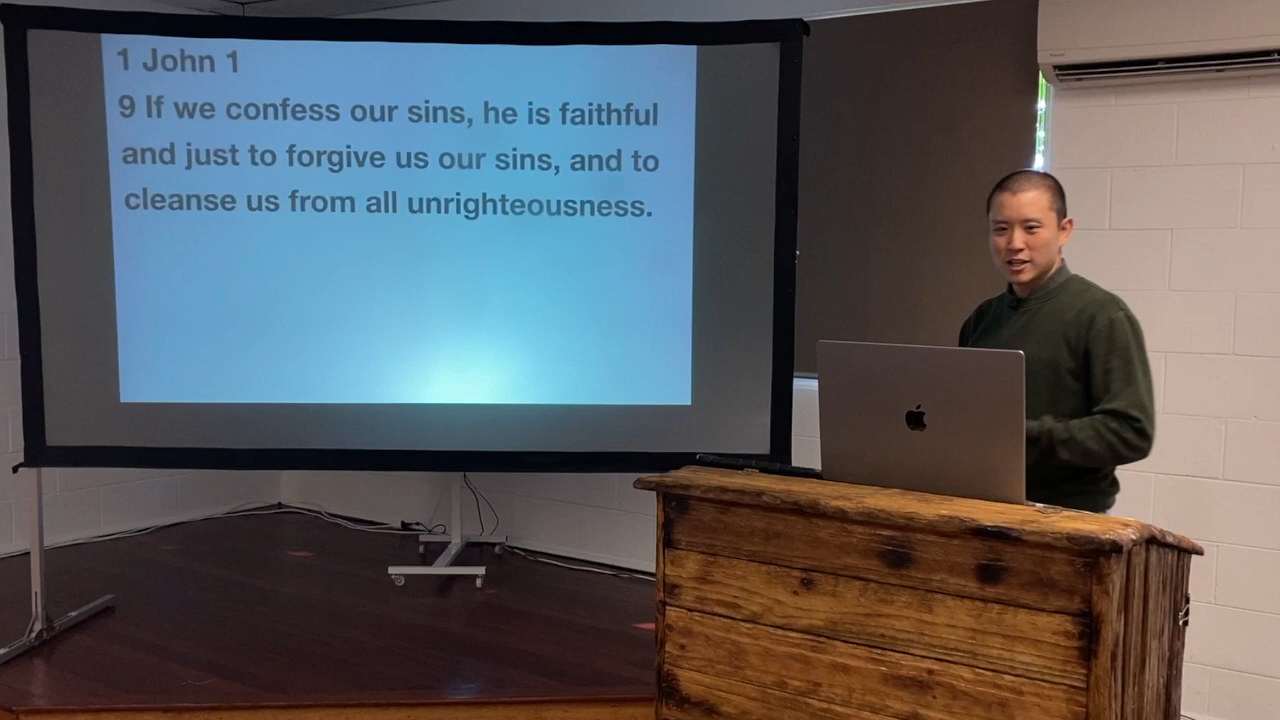 1 John 1
9 If we confess our sins, he is faithful
and just to forgive us our sins, and to
cleanse us from all unrighteousness.